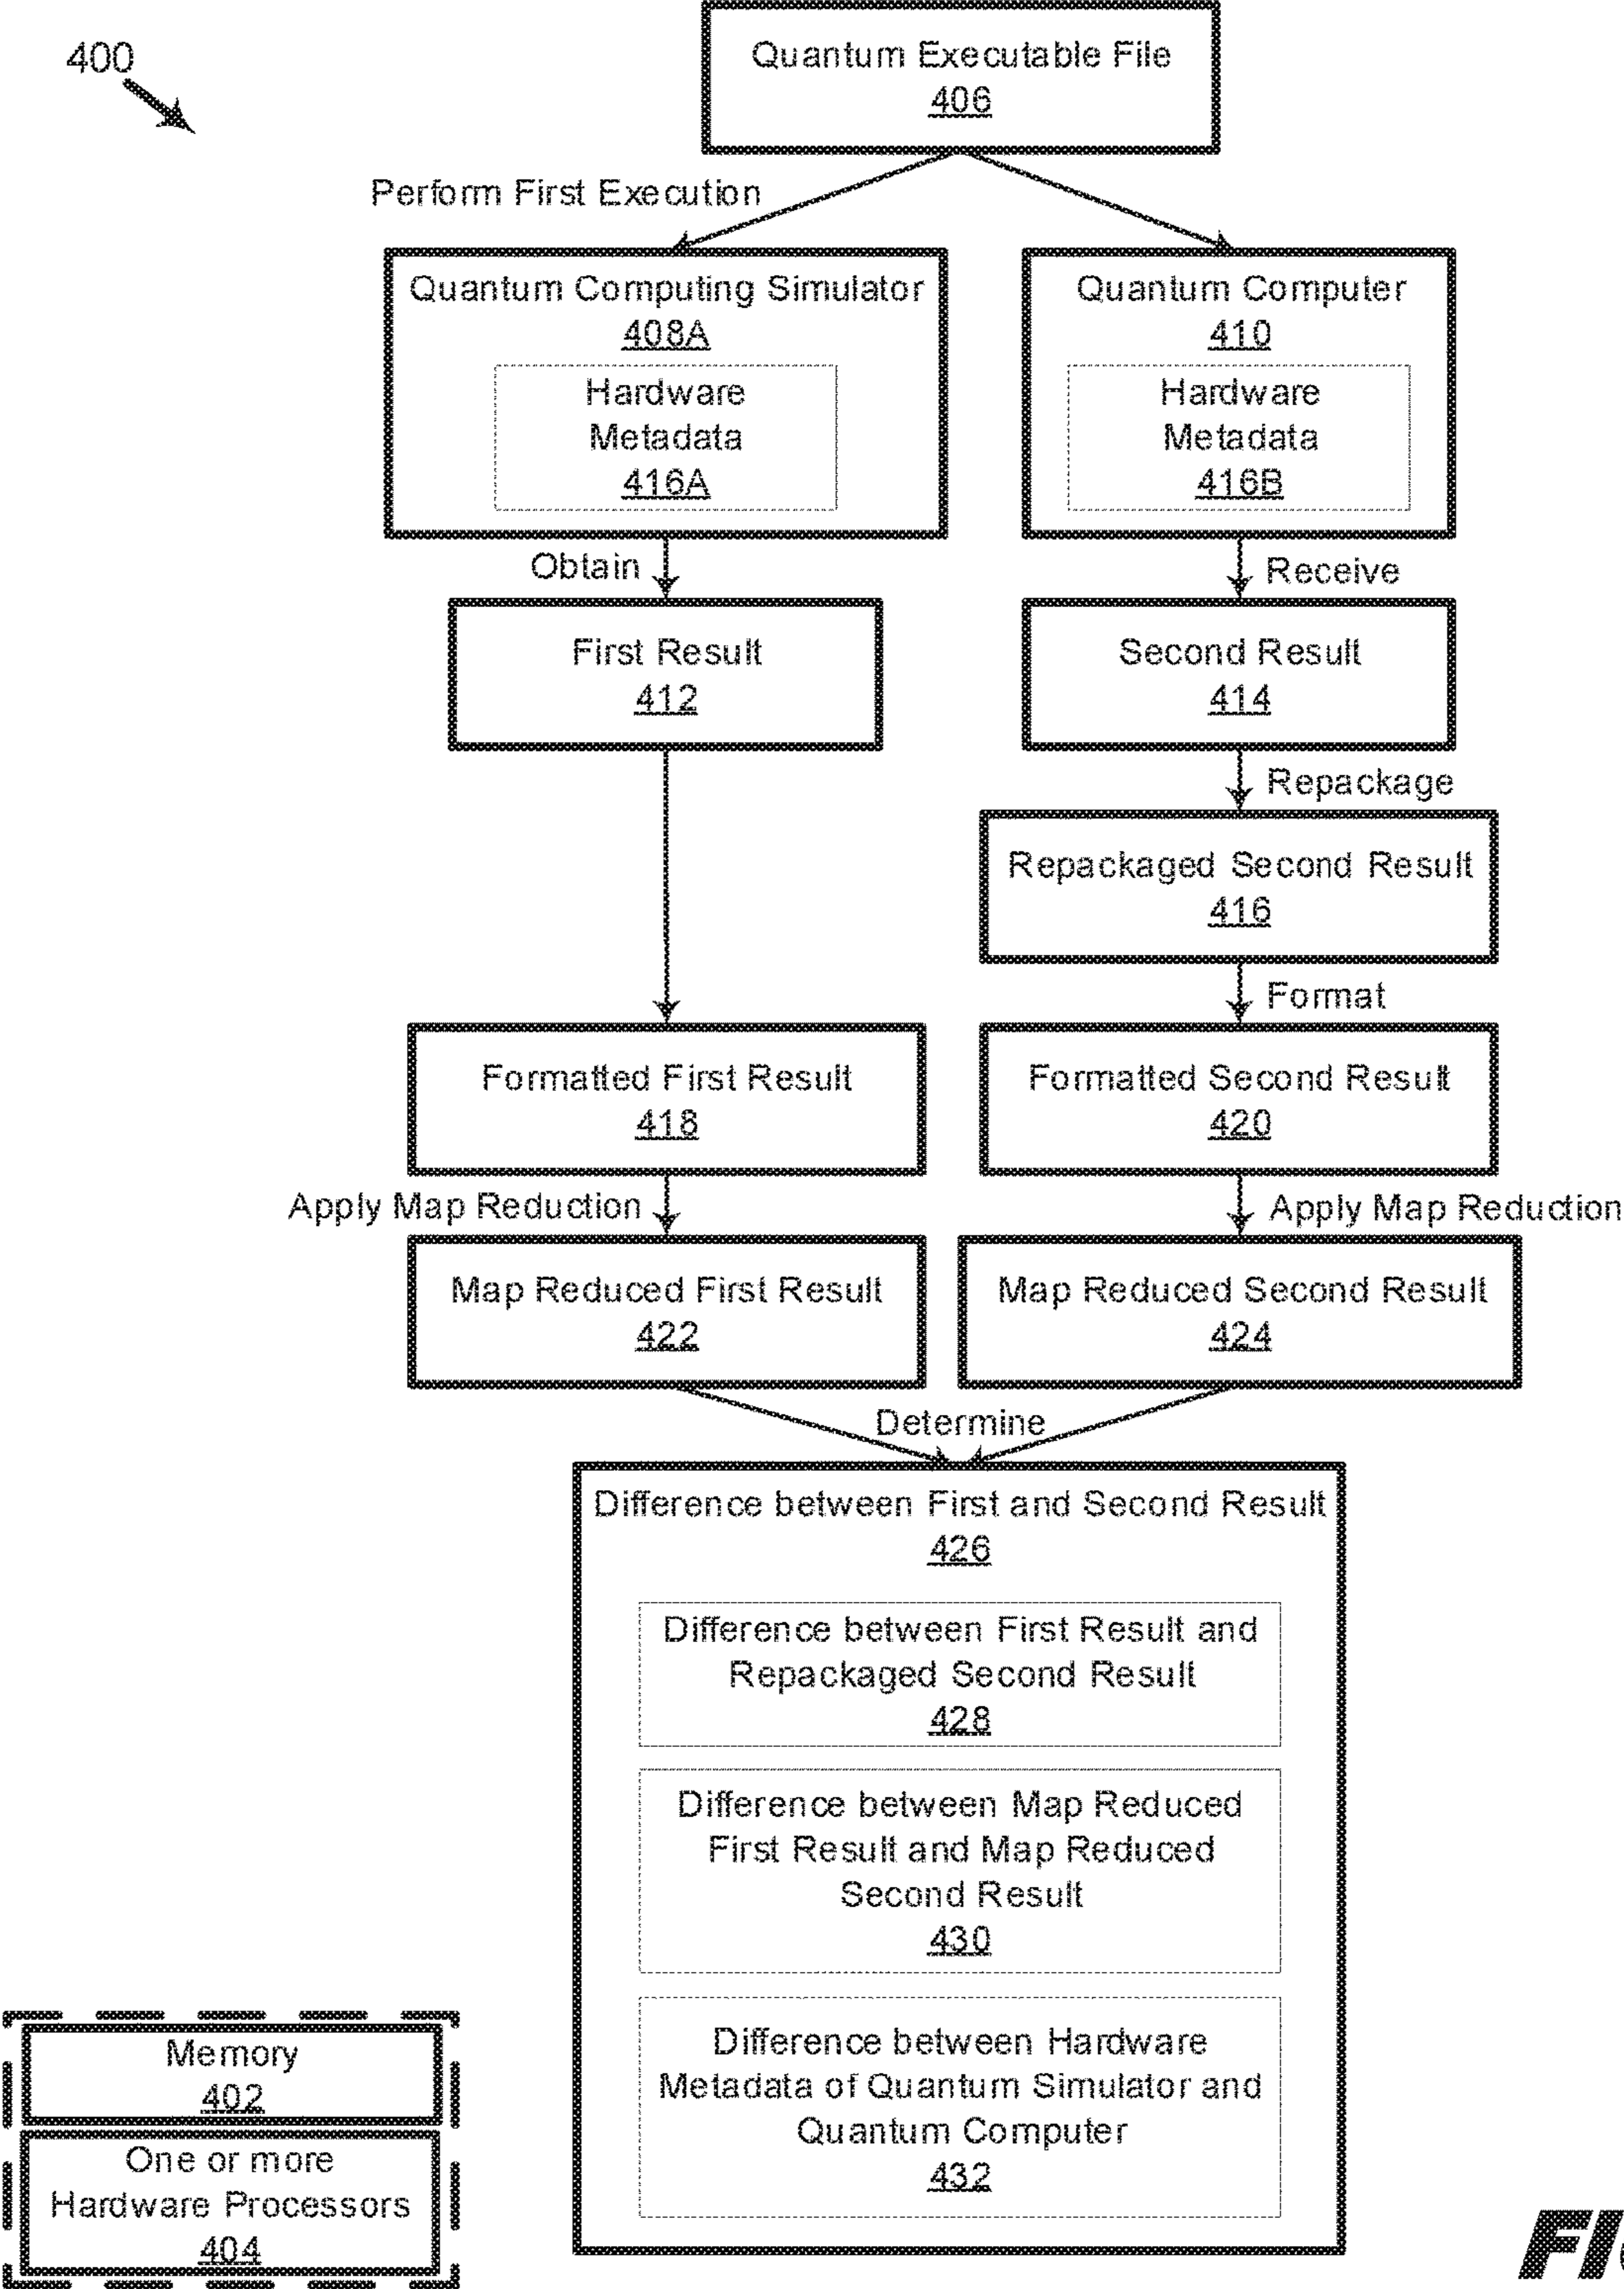 400
Quantum Executable File
406
Perform First Execution
Quantum Computing Simulator
408A
Hardware
Metadata
416A
Quantum Computer
410
Hardware
Metadata
416B
Obtain
Receive
First Result
412
Second Result
414
Repackage
Repackaged Second Result
416
Format
Formatted First Result
418
Formatted Second Result
420
Apply Map Reduction
Apply Map Reduction
Map Reduced First Result
422
Map Reduced Second Result
424
Determine
Difference between First and Second Result
426
Difference between First Result and
Repackaged Second Result
428
Difference between Map Reduced
First Result and Map Reduced
Second Result
430
Difference between Hardware
Metadata of Quantum Simulator and
Quantum Computer
432
Memory
402
One or more
Hardware Processors
404